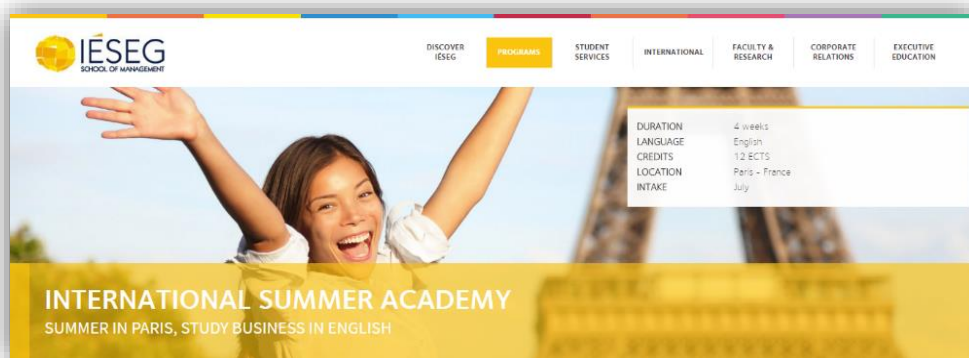 IÉSEG
SCHOOL OF MANAGEMENT
DISCOVER
IÉSEG
PROGRAMS
STUDENT
SERVICES
INTERNATIONAL
FACULTY &
RESEARCH
CORPORATE
RELATIONS
EXECUTIVE
EDUCATION
DURATION 4 weeks
LANGUAGE English
CREDITS 12 ECTS
LOCATION Paris - France
INTAKE July
INTERNATIONAL SUMMER ACADEMY
SUMMER IN PARIS, STUDY BUSINESS IN ENGLISH